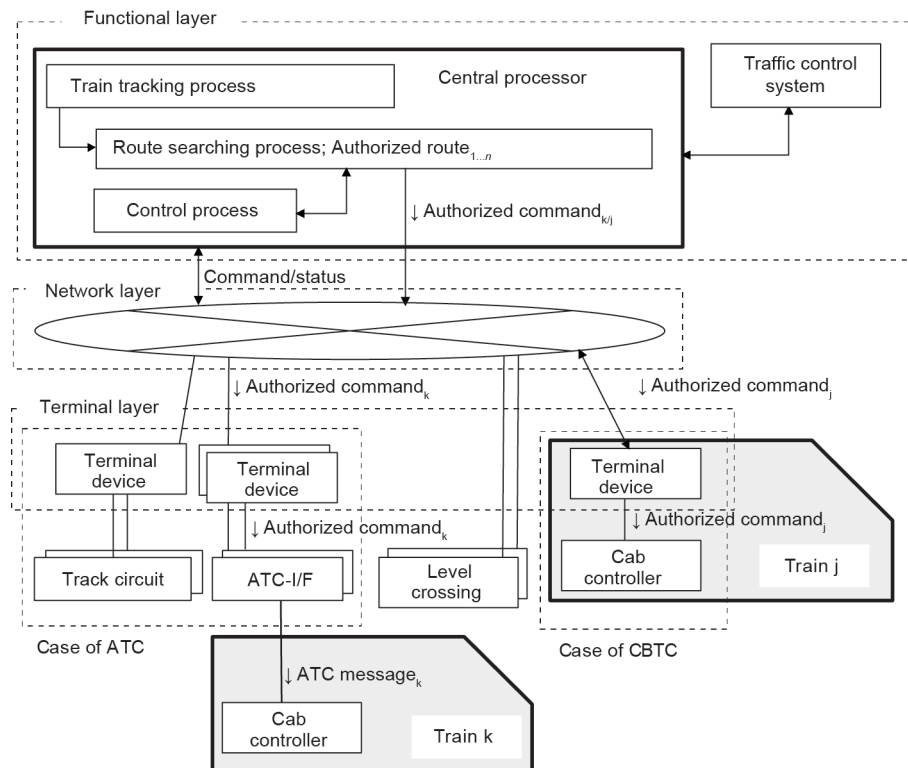 Functional layer
Train tracking process
Central processor
Traffic control
system
Route searching process; Authorized route1...n
Control process
↓ Authorized commandk/j
Command/status
Network layer
↓ Authorized commandk
↓ Authorized commandj
Terminal layer
Terminal
device
Terminal
device
Terminal
device
↓ Authorized commandk
↓ Authorized commandj
Track circuit
ATC-I/F
Level
crossing
Cab
controller
Train j
Case of ATC
Case of CBTC
↓ ATC messagek
Cab
controller
Train k